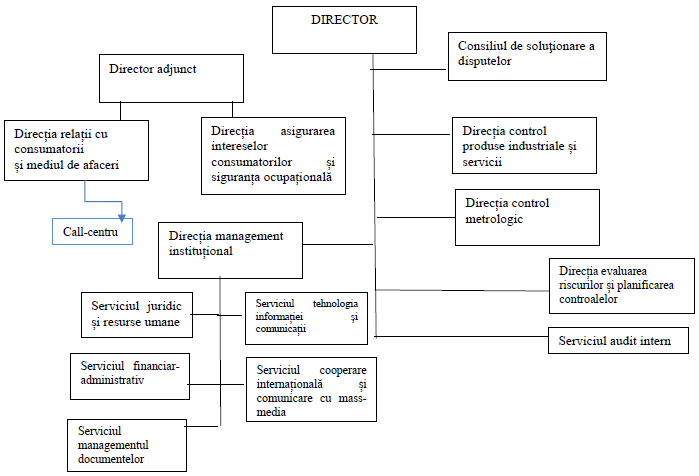 DIRECTOR
Consiliul de soluționare a
disputelor
Director adjunct
Direcția relații cu
consumatorii
și mediul de afaceri
Direcția asigurarea
intereselor
consumatorilor și
siguranța ocupațională
Direcția control
produse industriale și
servicii
Direcția control
metrologic
Call-centru
Direcția management
instituțional
Direcția evaluarea
riscurilor și planificarea
controalelor
Serviciul juridic
și resurse umane
Serviciul tehnologia
informației și
comunicații
Serviciul audit intern
Serviciul financiar-
administrativ
Serviciul cooperare
internațională și
comunicare cu mass-
media
Serviciul
managementul
documentelor